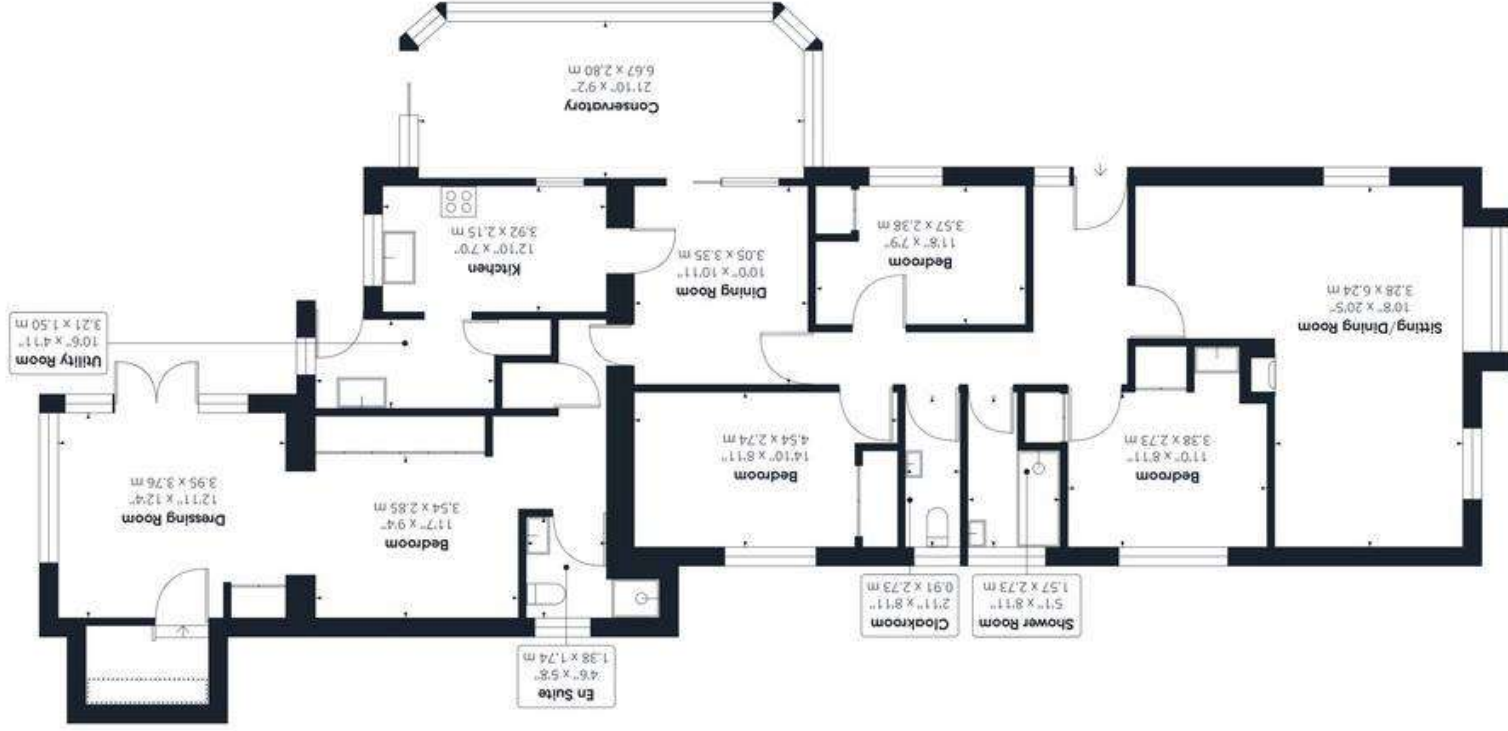 En Suite
4'6" x 5'8"
1.38 x 1.74 m
Shower Room
5'1" x 8'11"
1.57 x 2.73 m
Cloakroom
2'11" x 8'11"
0.91 x 2.73 m
Bedroom
11'7" x 9'4"
3.54 x 2.85 m
Dressing Room
12'11" x 12'4"
3.95 x 3.76 m
Bedroom
11'0" x 8'11"
3.38 x 2.73 m
Bedroom
14'10" x 8'11"
4.54 x 2.74 m
Utility Room
10'6" x 4'11"
3.21 x 1.50 m
Sitting/Dining Room
10'8" x 20'5"
3.28 x 6.24 m
Bedroom
11'8" x 7'9"
3.57 x 2.38 m
Dining Room
10'0" x 10'11"
3.05 x 3.35 m
Kitchen
12'10" x 7'0"
3.92 x 2.15 m
Conservatory
21'10" x 9'2"
6.67 x 2.80 m